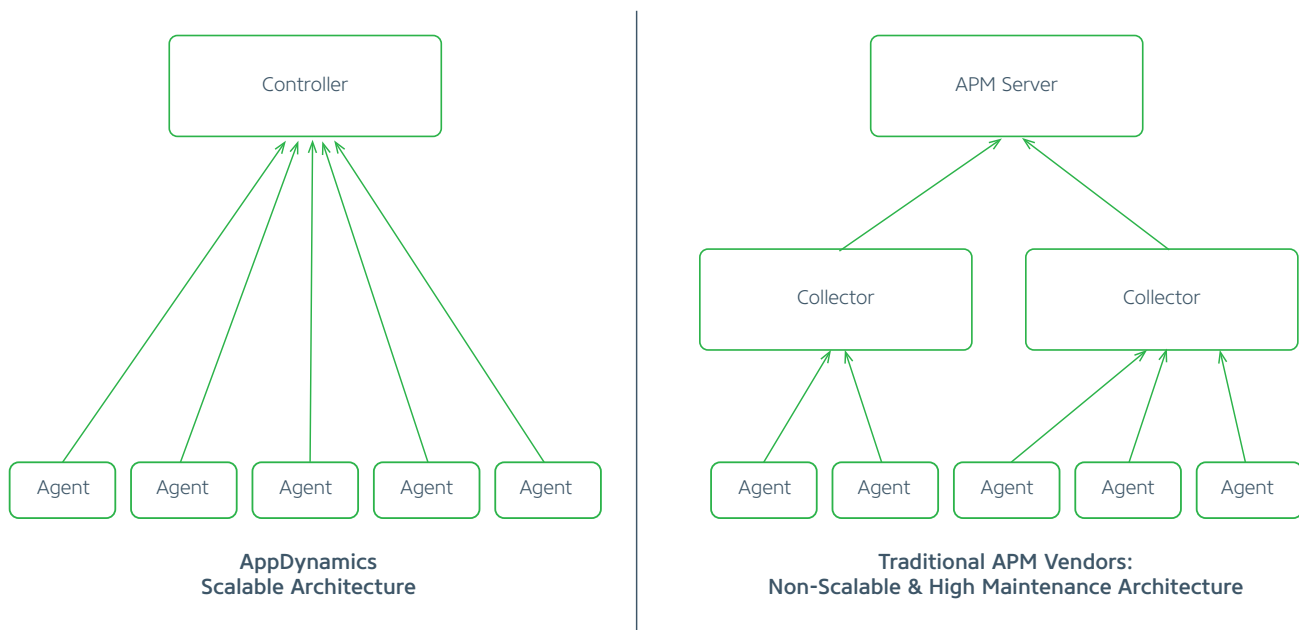 Controller
Agent
Agent
Agent
Agent
Agent
AppDynamics
Scalable Architecture
APM Server
Collector
Collector
Agent
Agent
Agent
Agent
Agent
Traditional APM Vendors:
Non-Scalable & High Maintenance Architecture